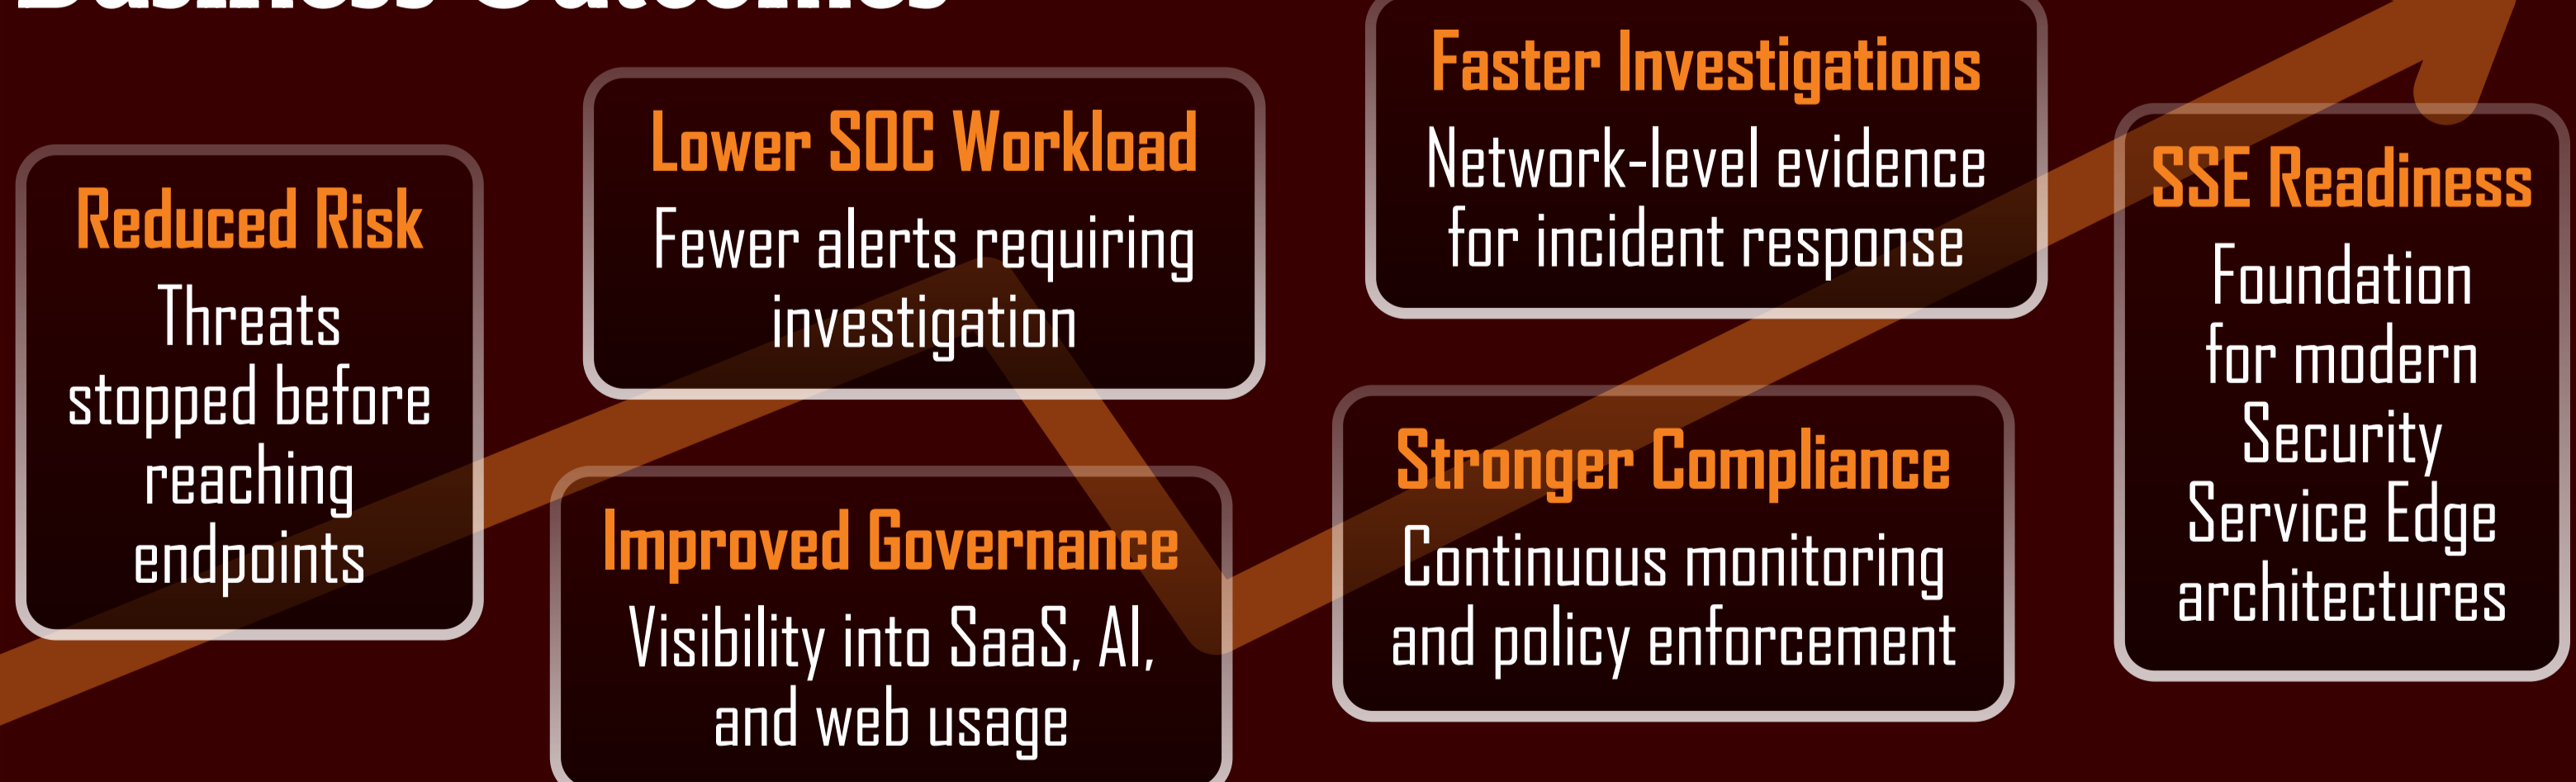 Business Outcomes
Reduced Risk
Threats
stopped before
reaching
endpoints
Lower SOC Workload
Fewer alerts requiring
investigation
Improved Governance
Visibility into SaaS, AI,
and web usage
Faster Investigations
Network-level evidence
for incident response
Stronger Compliance
Continuous monitoring
and policy enforcement
SSE Readiness
Foundation
for modern
Security
Service Edge
architectures